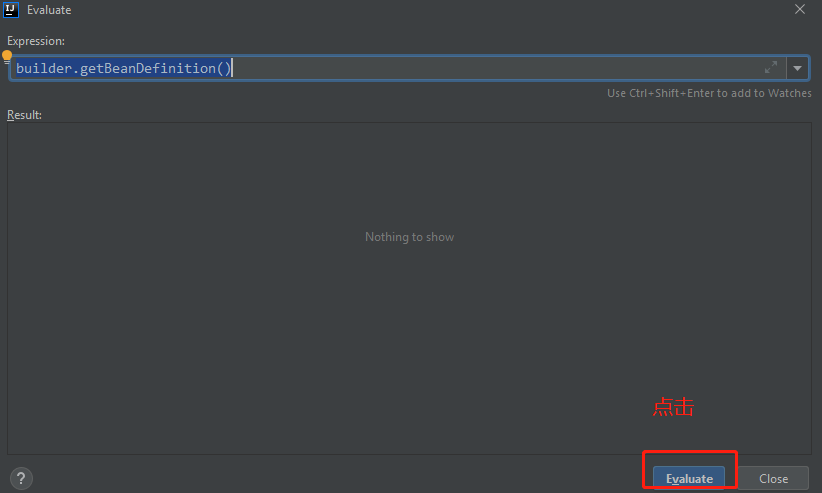 IJ
Evaluate
Expression:
builder.getBeanDefinition()
Use Ctrl+Shift+Enter to add to Watches
Result:
Nothing to show
点击
?
Evaluate
Close